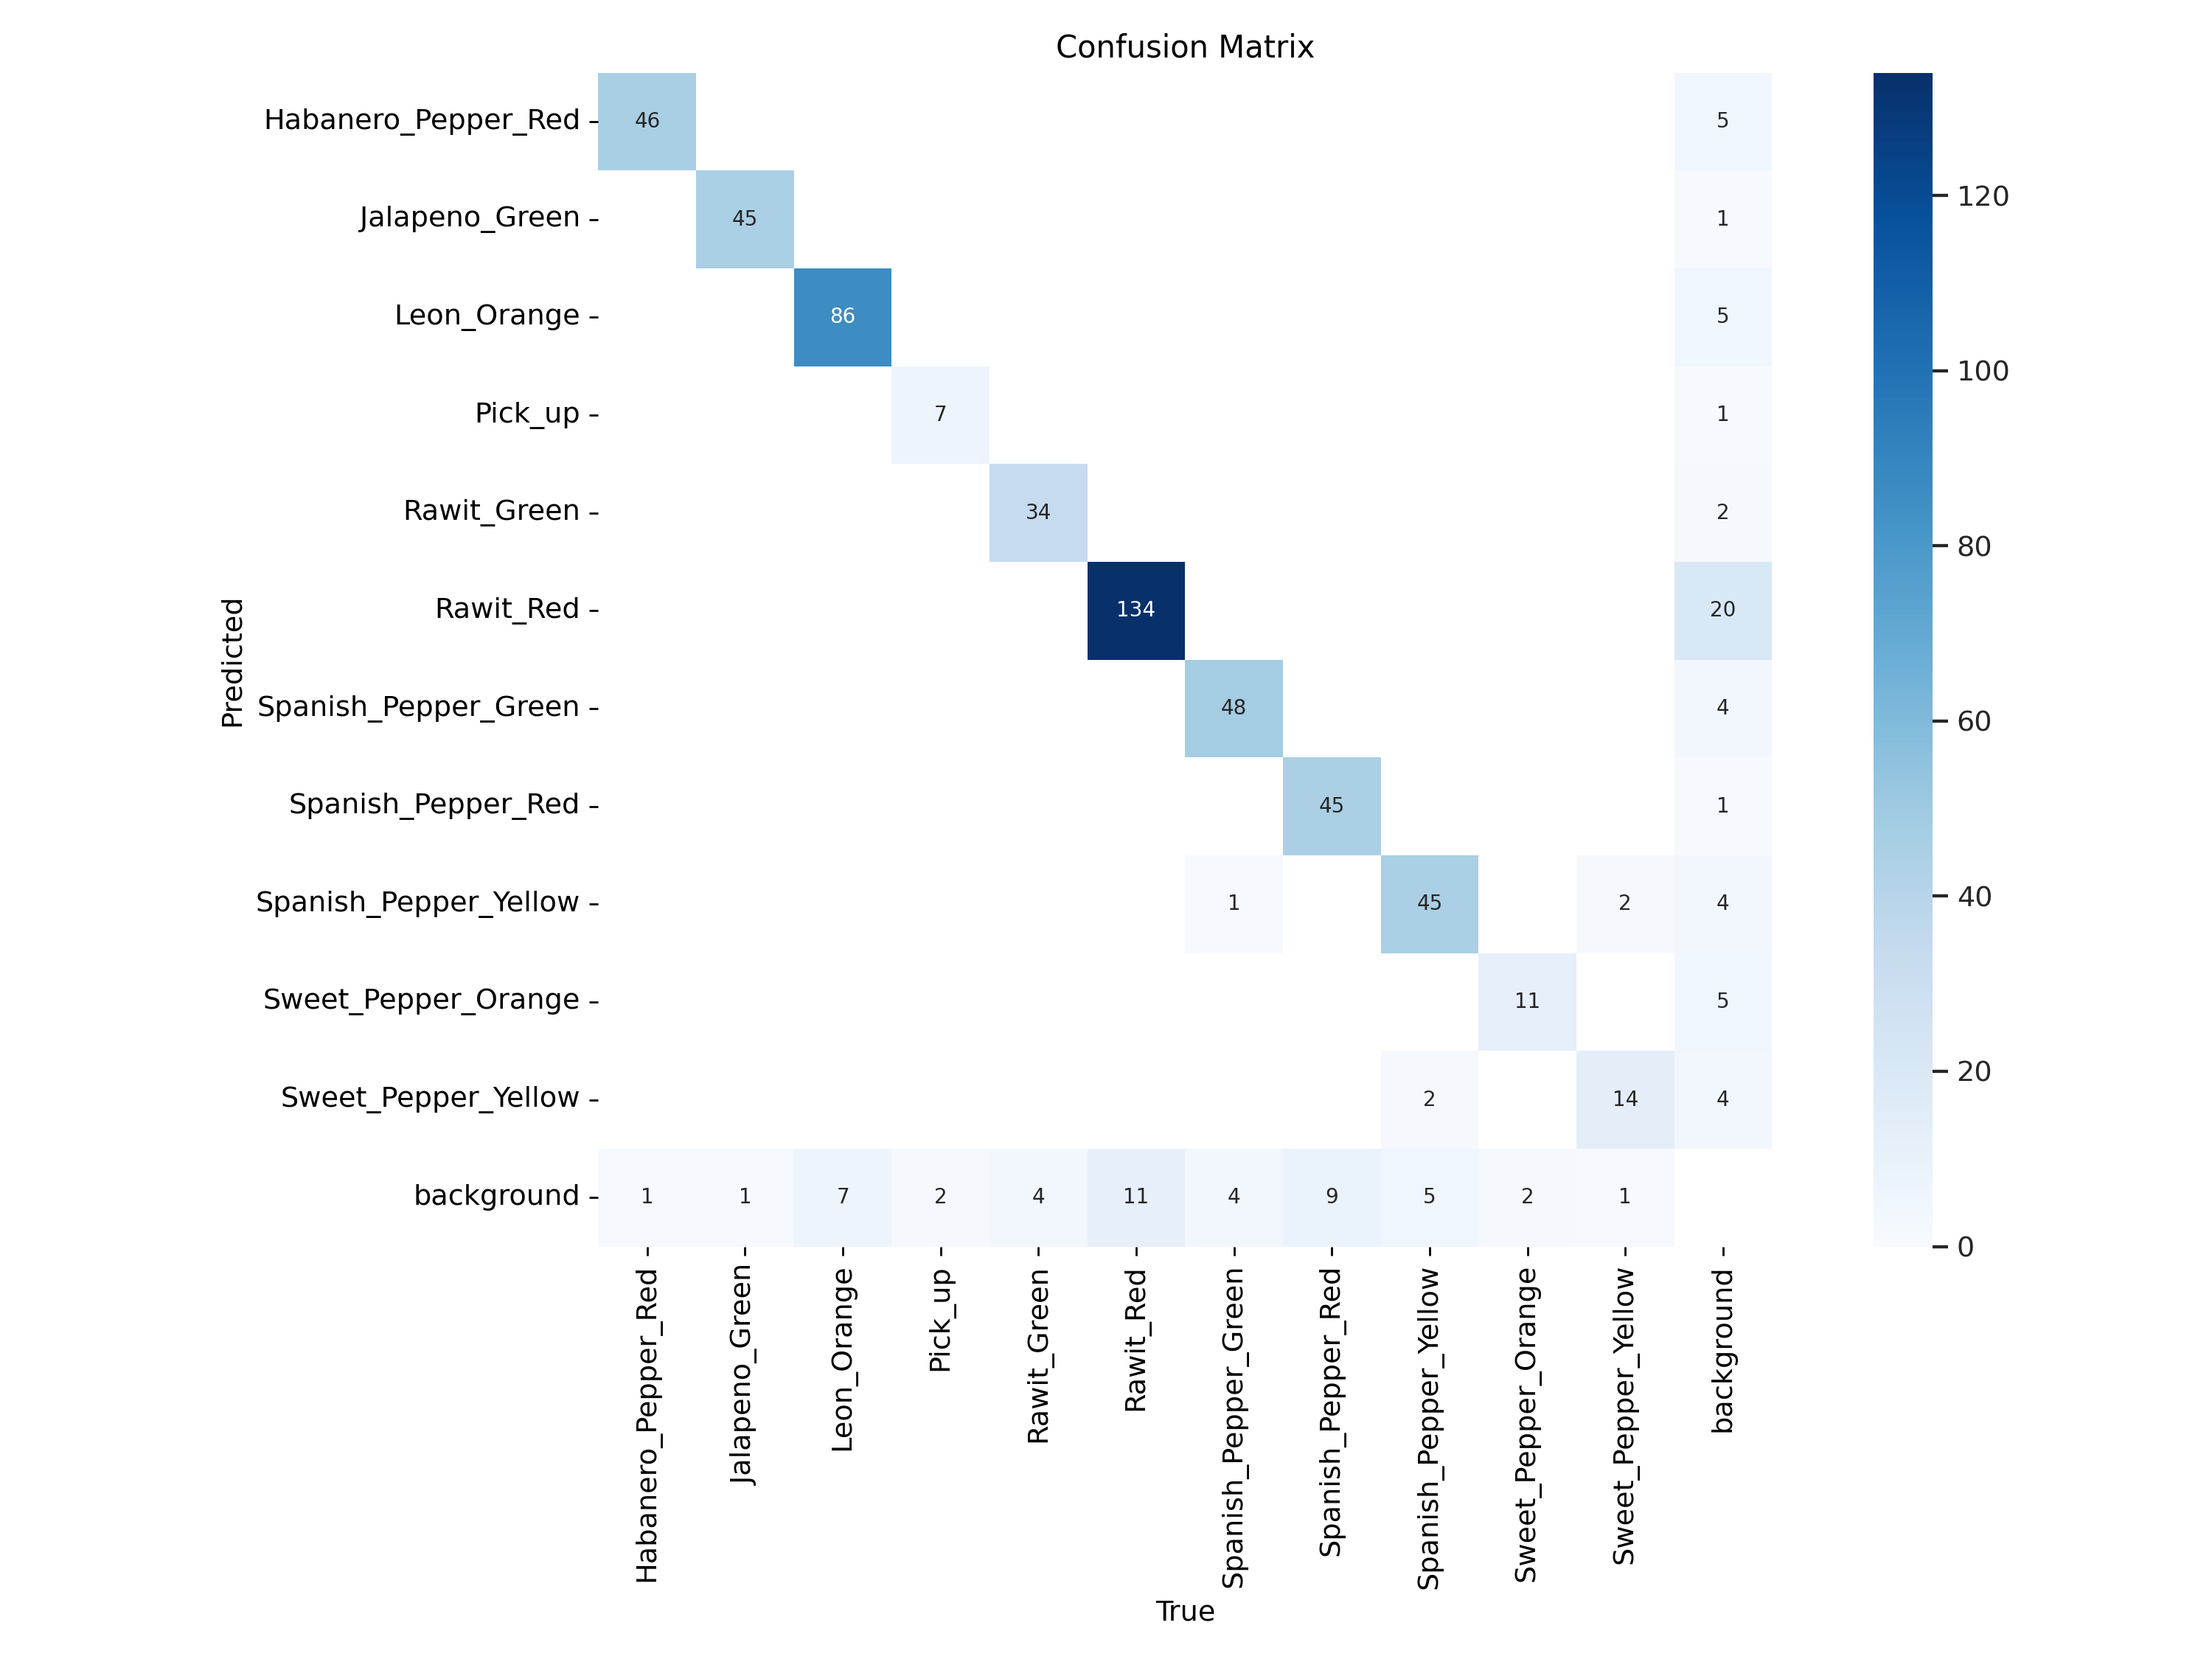 Confusion Matrix
Habanero_Pepper_Red 46 5
Jalapeno_Green 45 1
Leon_Orange 86 5
Pick_up 7 1
Rawit_Green 34 2
Rawit_Red 134 20
Spanish_Pepper_Green 48 4
Spanish_Pepper_Red 45 1
Spanish_Pepper_Yellow 1 45 2 4
Sweet_Pepper_Orange 11 5
Sweet_Pepper_Yellow 2 14 4
background 1 1 7 2 4 11 4 9 5 2 1
Predicted
Habanero_Pepper_Red
Jalapeno_Green
Leon_Orange
Pick_up
Rawit_Green
Rawit_Red
Spanish_Pepper_Green
Spanish_Pepper_Red
Spanish_Pepper_Yellow
Sweet_Pepper_Orange
Sweet_Pepper_Yellow
background
True
120
100
80
60
40
20
0